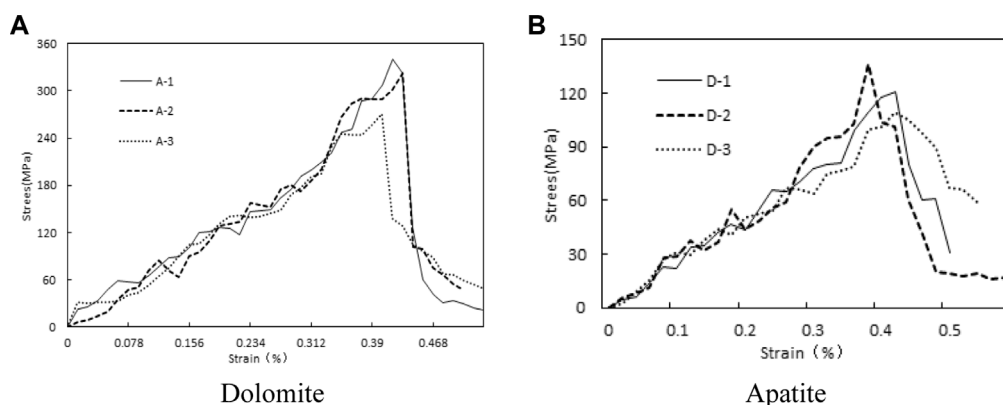 A
360
300
240
180
120
60
0
Strees(MPa)
A-1
A-2
A-3
0 0.078 0.156 0.234 0.312 0.39 0.468
Strain (%)
Dolomite
B
150
120
90
60
30
0
Strees(MPa)
D-1
D-2
D-3
0 0.1 0.2 0.3 0.4 0.5
Strain (%)
Apatite